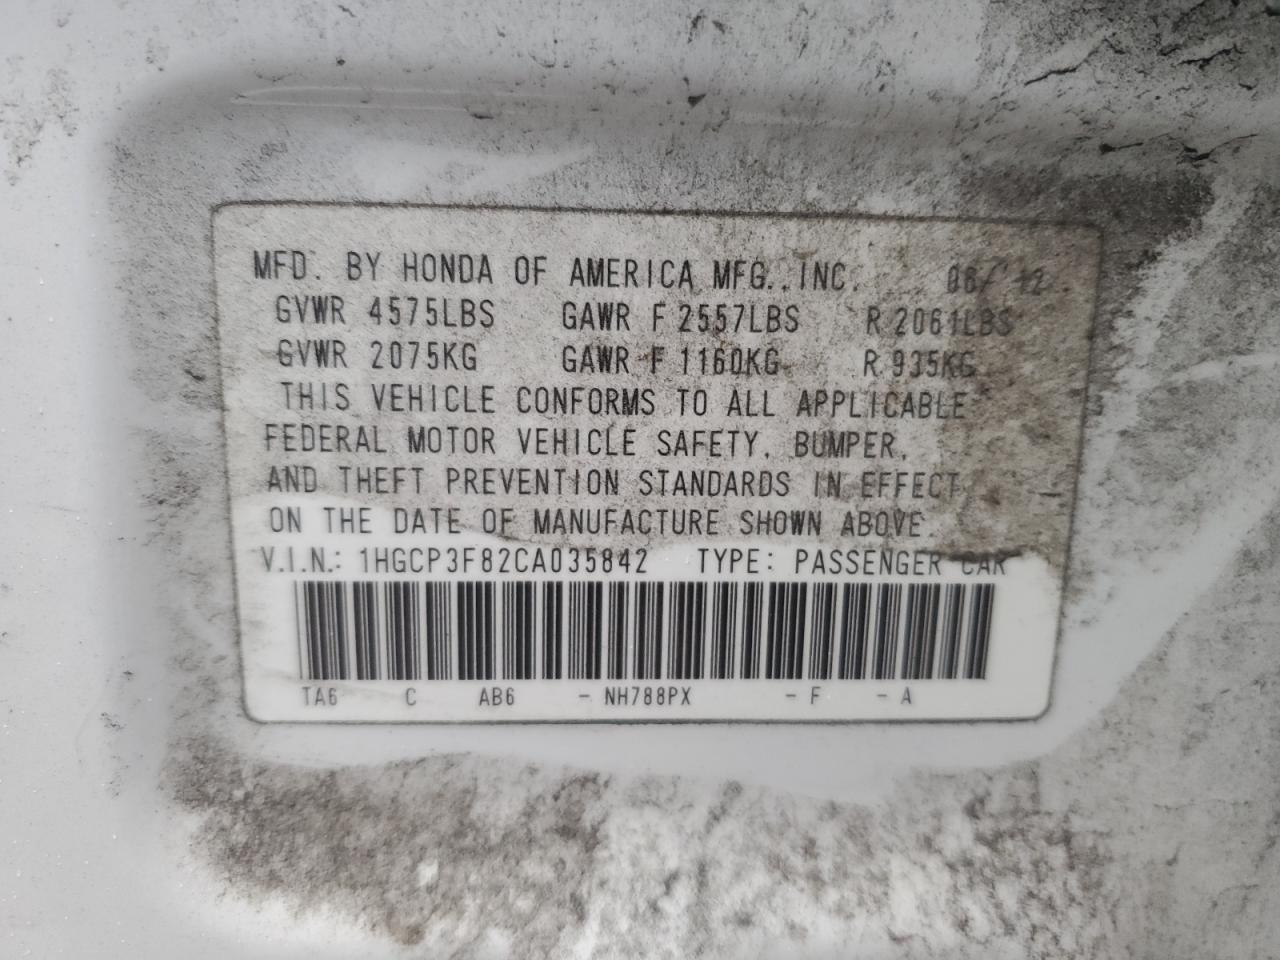 MFD. BY HONDA OF AMERICA MFG., INC. 06/12
GVWR 4575LBS GAWR F 2557LBS R 2061LBS
GVWR 2075KG GAWR F 1160KG R 935KG
THIS VEHICLE CONFORMS TO ALL APPLICABLE
FEDERAL MOTOR VEHICLE SAFETY, BUMPER,
AND THEFT PREVENTION STANDARDS IN EFFECT
ON THE DATE OF MANUFACTURE SHOWN ABOVE.
V.I.N.: 1HGCP3F82CA035842 TYPE: PASSENGER CAR
TA6 C AB6 - NH788PX - F - A